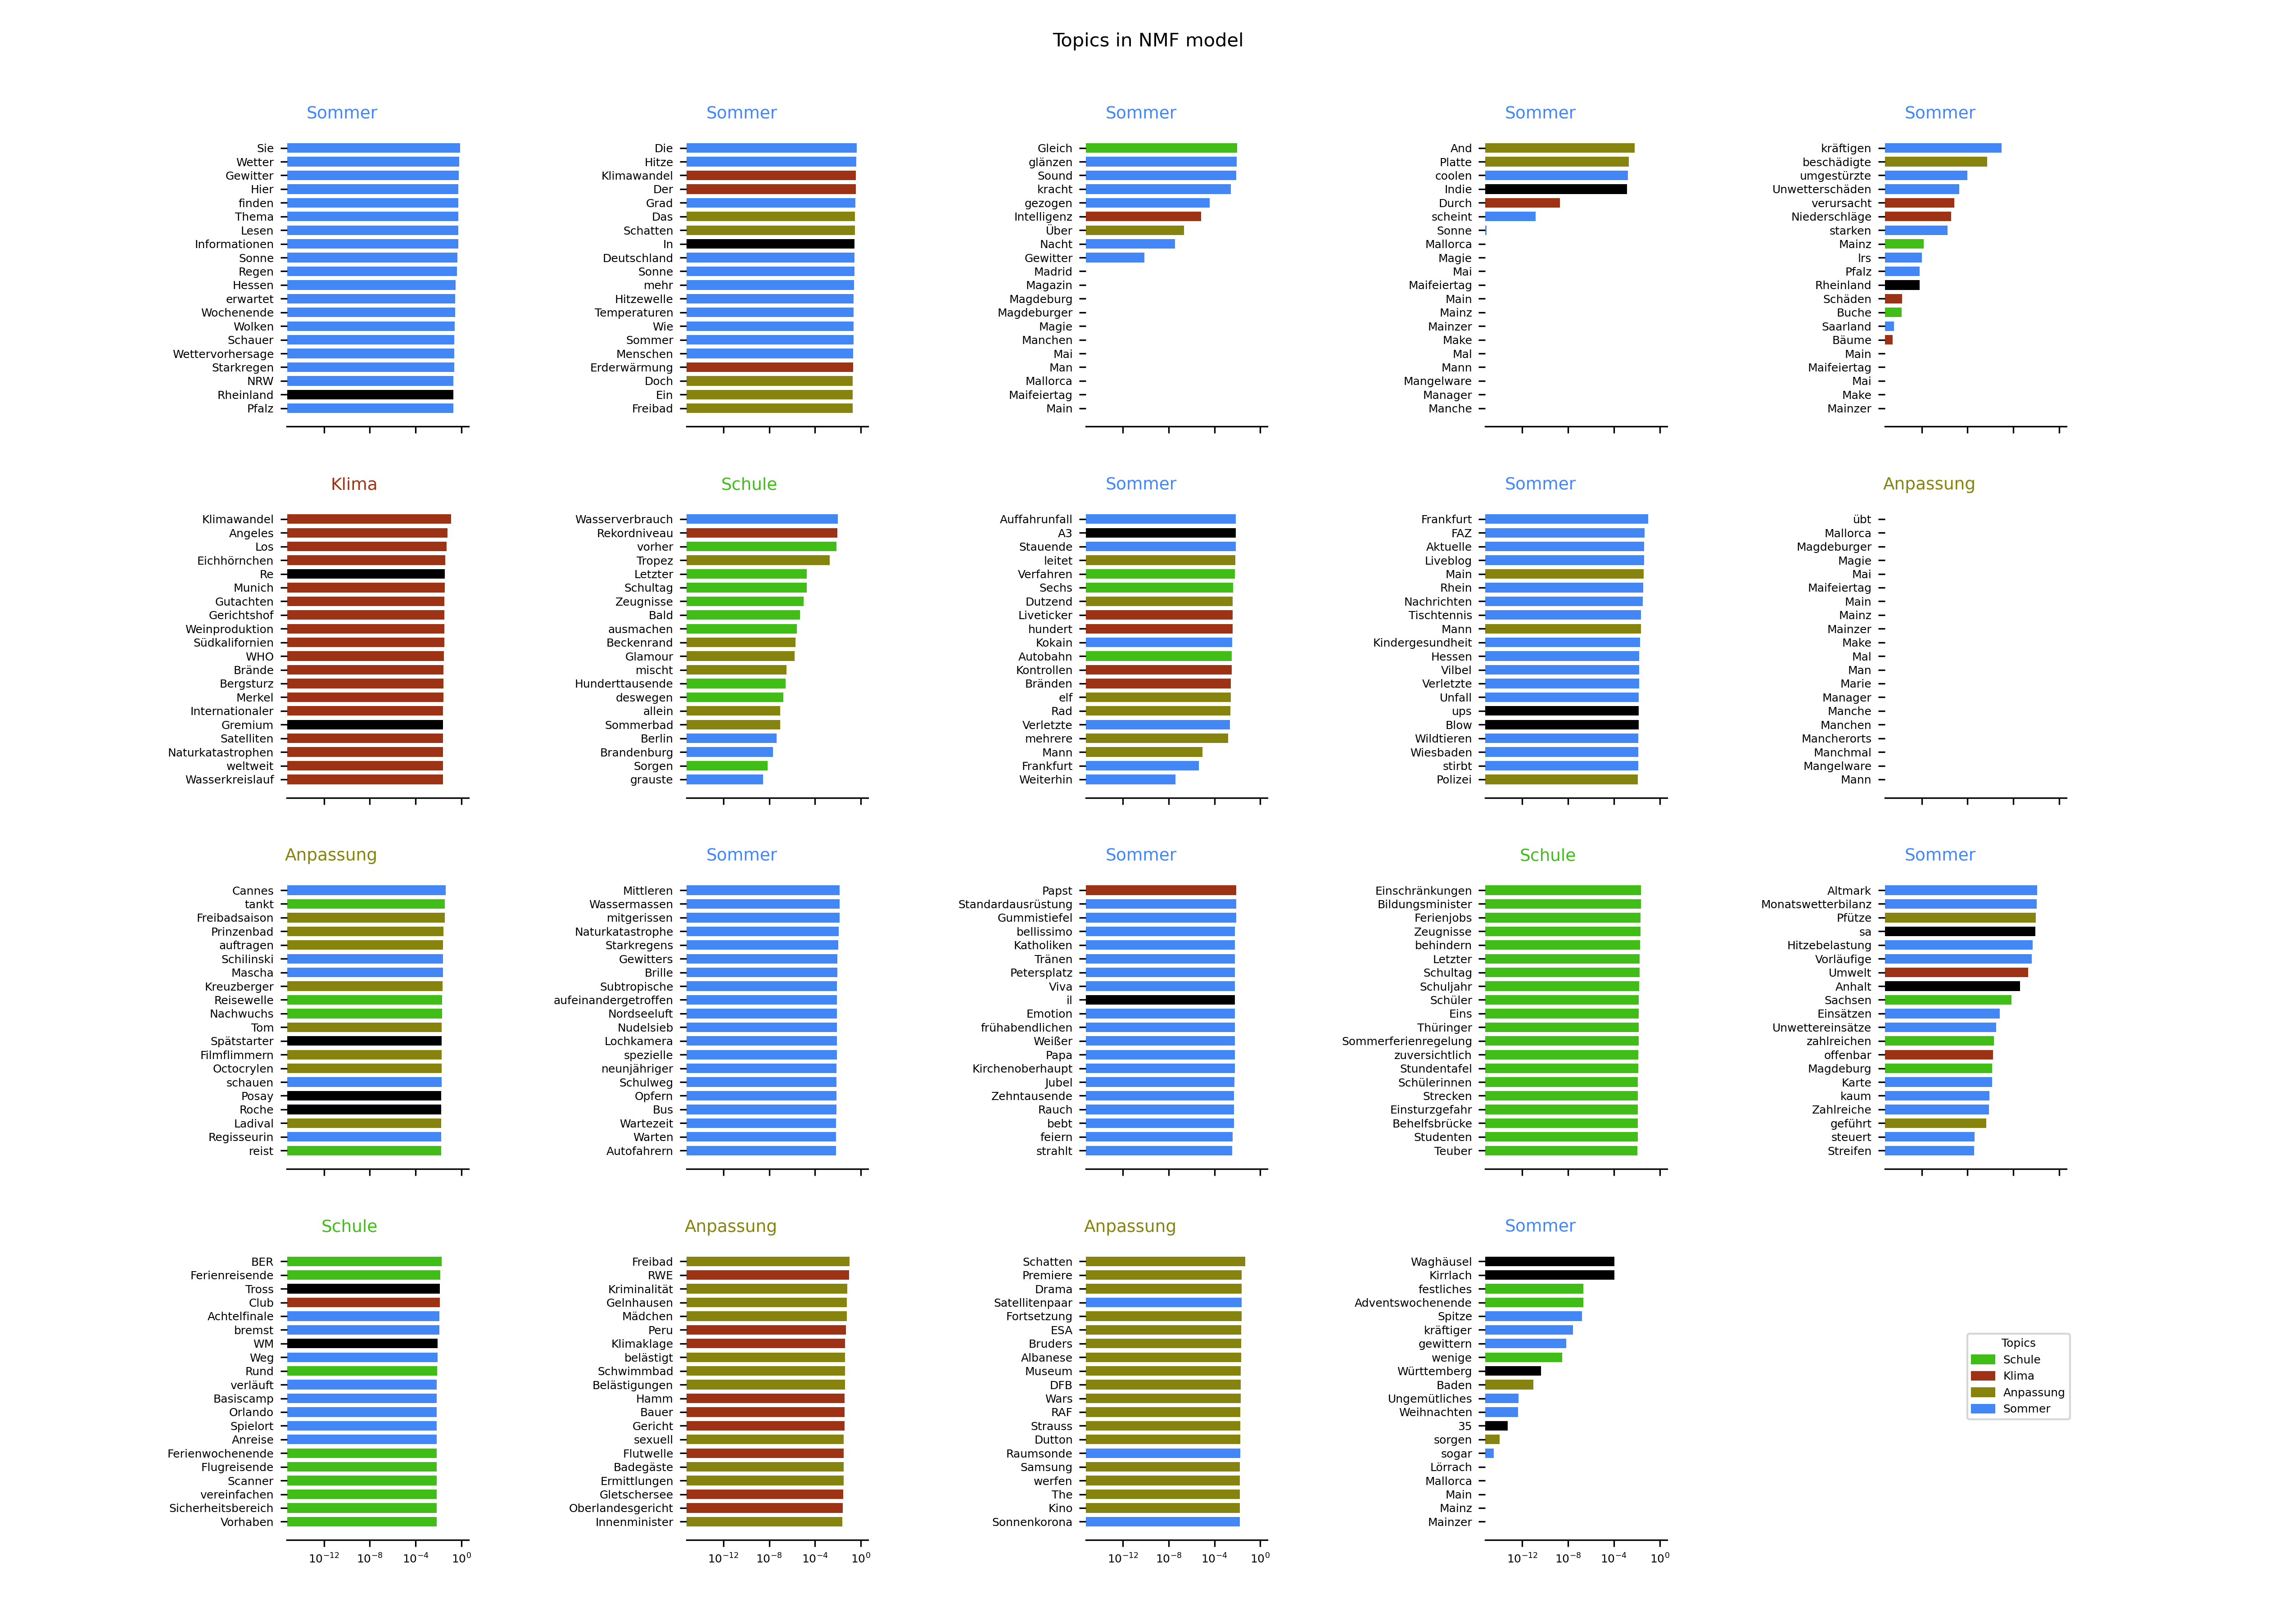 Topics in NMF model
Sommer
Sie
Wetter
Gewitter
Hier
finden
Thema
Lesen
Informationen
Sonne
Regen
Hessen
erwartet
Wochenende
Wolken
Schauer
Wettervorhersage
Starkregen
NRW
Rheinland
Pfalz
Sommer
Die
Hitze
Klimawandel
Der
Grad
Das
Schatten
In
Deutschland
Sonne
mehr
Hitzewelle
Temperaturen
Wie
Sommer
Menschen
Erderwärmung
Doch
Ein
Freibad
Sommer
Gleich
glänzen
Sound
kracht
gezogen
Intelligenz
Über
Nacht
Gewitter
Madrid
Magazin
Magdeburg
Magdeburger
Magie
Manchen
Mai
Man
Mallorca
Maifeiertag
Main
Sommer
And
Platte
coolen
Indie
Durch
scheint
Sonne
Mallorca
Magie
Mai
Maifeiertag
Main
Mainz
Mainzer
Make
Mal
Mann
Mangelware
Manager
Manche
Sommer
kräftigen
beschädigte
umgestürzte
Unwetterschäden
verursacht
Niederschläge
starken
Mainz
Irs
Pfalz
Rheinland
Schäden
Buche
Saarland
Bäume
Main
Maifeiertag
Mai
Make
Mainzer
Klima
Klimawandel
Angeles
Los
Eichhörnchen
Re
Munich
Gutachten
Gerichtshof
Weinproduktion
Südkalifornien
WHO
Brände
Bergsturz
Merkel
Internationaler
Gremium
Satelliten
Naturkatastrophen
weltweit
Wasserkreislauf
Schule
Wasserverbrauch
Rekordniveau
vorher
Tropez
Letzter
Schultag
Zeugnisse
Bald
ausmachen
Beckenrand
Glamour
mischt
Hunderttausende
deswegen
allein
Sommerbad
Berlin
Brandenburg
Sorgen
grauste
Sommer
Auffahrunfall
A3
Stauende
leitet
Verfahren
Sechs
Dutzend
Liveticker
hundert
Kokain
Autobahn
Kontrollen
Bränden
elf
Rad
Verletzte
mehrere
Mann
Frankfurt
Weiterhin
Sommer
Frankfurt
FAZ
Aktuelle
Liveblog
Main
Rhein
Nachrichten
Tischtennis
Mann
Kindergesundheit
Hessen
Vilbel
Verletzte
Unfall
ups
Blow
Wildtieren
Wiesbaden
stirbt
Polizei
Anpassung
übt
Mallorca
Magdeburger
Magie
Mai
Maifeiertag
Main
Mainz
Mainzer
Make
Mal
Man
Marie
Manager
Manche
Manchen
Mancherorts
Manchmal
Mangelware
Mann
Anpassung
Cannes
tankt
Freibadsaison
Prinzenbad
auftragen
Schilinski
Mascha
Kreuzberger
Reisewelle
Nachwuchs
Tom
Spätstarter
Filmflimmern
Octocrylen
schauen
Posay
Roche
Ladival
Regisseurin
reist
Sommer
Mittleren
Wassermassen
mitgerissen
Naturkatastrophe
Starkregens
Gewitters
Brille
Subtropische
aufeinandergetroffen
Nordseeluft
Nudelsieb
Lochkamera
spezielle
neunjähriger
Schulweg
Opfern
Bus
Wartezeit
Warten
Autofahrern
Sommer
Papst
Standardausrüstung
Gummistiefel
bellissimo
Katholiken
Tränen
Petersplatz
Viva
il
Emotion
frühabendlichen
Weißer
Papa
Kirchenoberhaupt
Jubel
Zehntausende
Rauch
bebt
feiern
strahlt
Schule
Einschränkungen
Bildungsminister
Ferienjobs
Zeugnisse
behindern
Letzter
Schultag
Schuljahr
Schüler
Eins
Thüringer
Sommerferienregelung
zuversichtlich
Stundentafel
Schülerinnen
Strecken
Einsturzgefahr
Behelfsbrücke
Studenten
Teuber
Sommer
Altmark
Monatswetterbilanz
Pfütze
sa
Hitzebelastung
Vorläufige
Umwelt
Anhalt
Sachsen
Einsätzen
Unwettereinsätze
zahlreichen
offenbar
Magdeburg
Karte
kaum
Zahlreiche
geführt
steuert
Streifen
Schule
BER
Ferienreisende
Tross
Club
Achtelfinale
bremst
WM
Weg
Rund
verläuft
Basiscamp
Orlando
Spielort
Anreise
Ferienwochenende
Flugreisende
Scanner
vereinfachen
Sicherheitsbereich
Vorhaben
10⁻¹² 10⁻⁸ 10⁻⁴ 10⁰
Anpassung
Freibad
RWE
Kriminalität
Gelnhausen
Mädchen
Peru
Klimaklage
belästigt
Schwimmbad
Belästigungen
Hamm
Bauer
Gericht
sexuell
Flutwelle
Badegäste
Ermittlungen
Gletschersee
Oberlandesgericht
Innenminister
10⁻¹² 10⁻⁸ 10⁻⁴ 10⁰
Anpassung
Schatten
Premiere
Drama
Satellitenpaar
Fortsetzung
ESA
Bruders
Albanese
Museum
DFB
Wars
RAF
Strauss
Dutton
Raumsonde
Samsung
werfen
The
Kino
Sonnenkorona
10⁻¹² 10⁻⁸ 10⁻⁴ 10⁰
Sommer
Waghäusel
Kirrlach
festliches
Adventswochenende
Spitze
kräftiger
gewittern
wenige
Württemberg
Baden
Ungemütliches
Weihnachten
35
sorgen
sogar
Lörrach
Mallorca
Main
Mainz
Mainzer
10⁻¹² 10⁻⁸ 10⁻⁴ 10⁰
Topics
Schule
Klima
Anpassung
Sommer